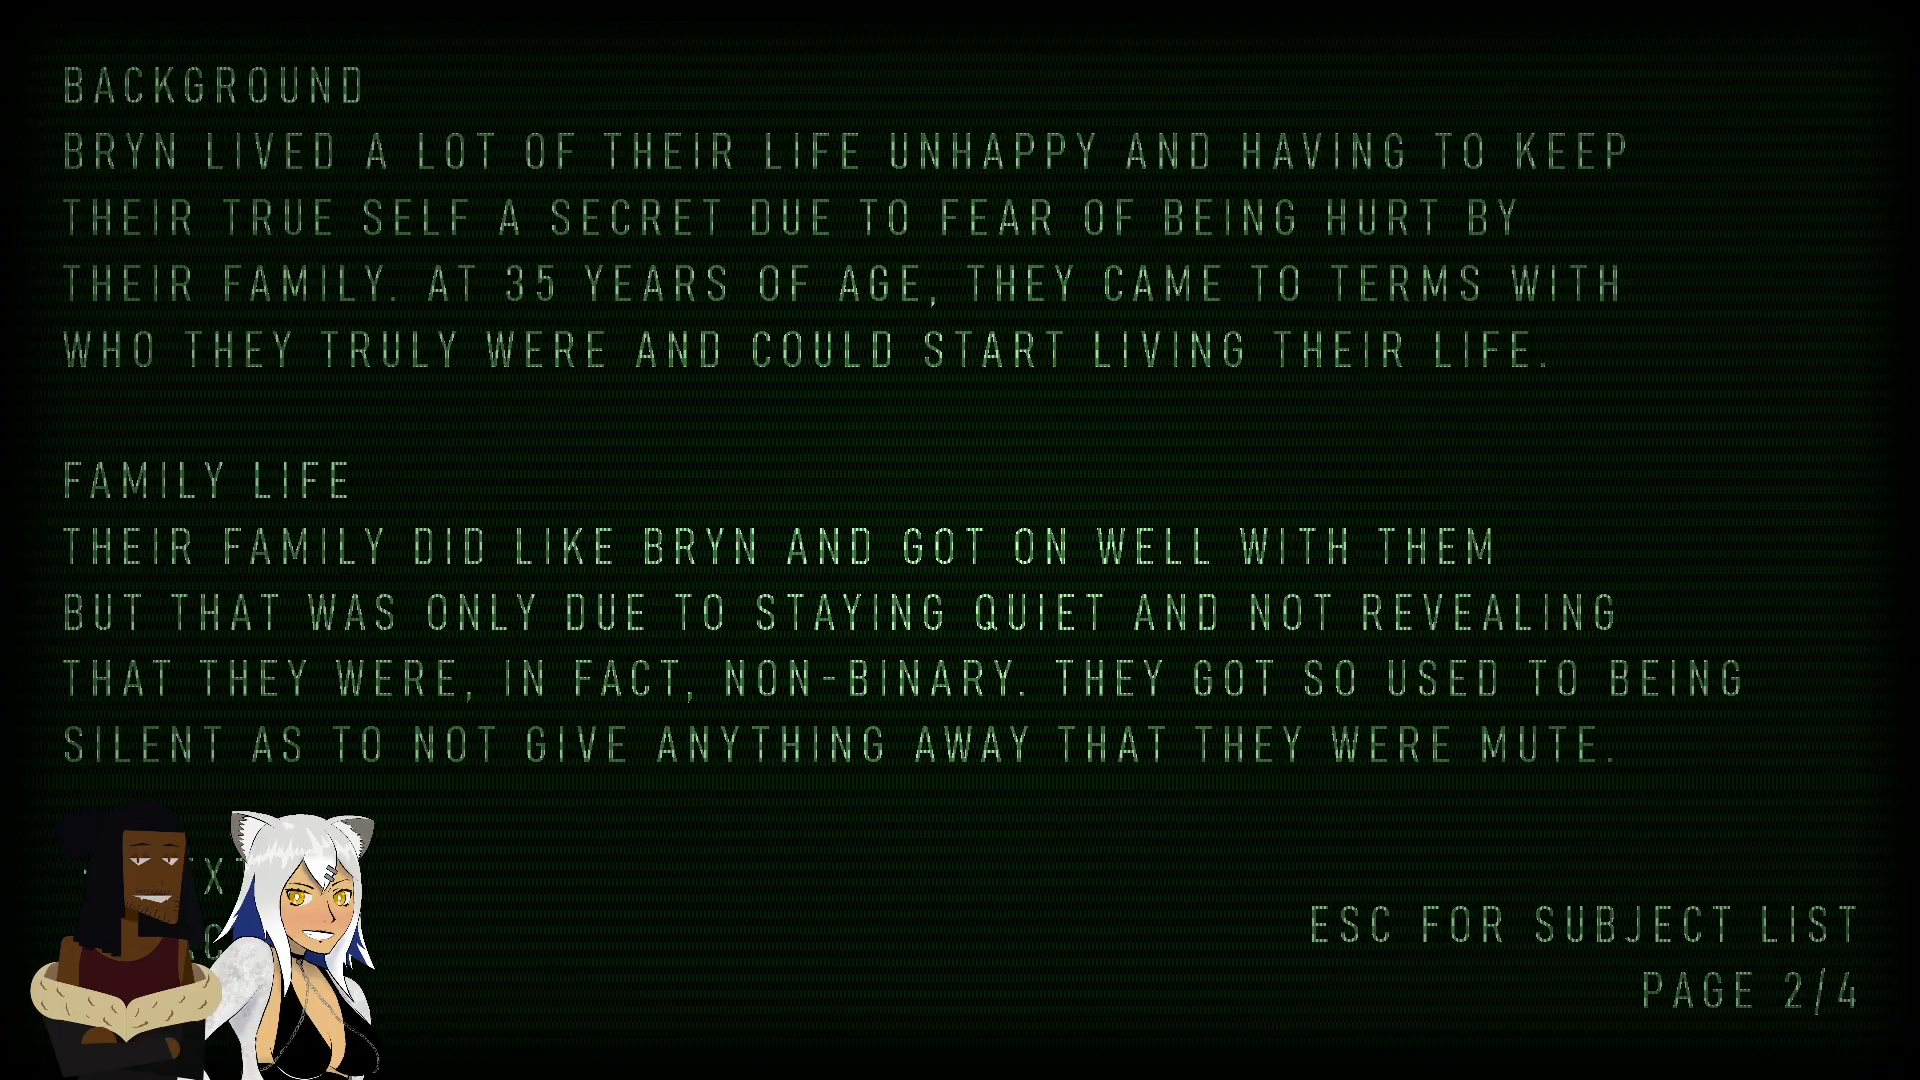 BACKGROUND
BRYN LIVED A LOT OF THEIR LIFE UNHAPPY AND HAVING TO KEEP
THEIR TRUE SELF A SECRET DUE TO FEAR OF BEING HURT BY
THEIR FAMILY. AT 35 YEARS OF AGE, THEY CAME TO TERMS WITH
WHO THEY TRULY WERE AND COULD START LIVING THEIR LIFE.
FAMILY LIFE
THEIR FAMILY DID LIKE BRYN AND GOT ON WELL WITH THEM
BUT THAT WAS ONLY DUE TO STAYING QUIET AND NOT REVEALING
THAT THEY WERE, IN FACT, NON-BINARY. THEY GOT SO USED TO BEING
SILENT AS TO NOT GIVE ANYTHING AWAY THAT THEY WERE MUTE.
ESC FOR SUBJECT LIST
PAGE 2/4